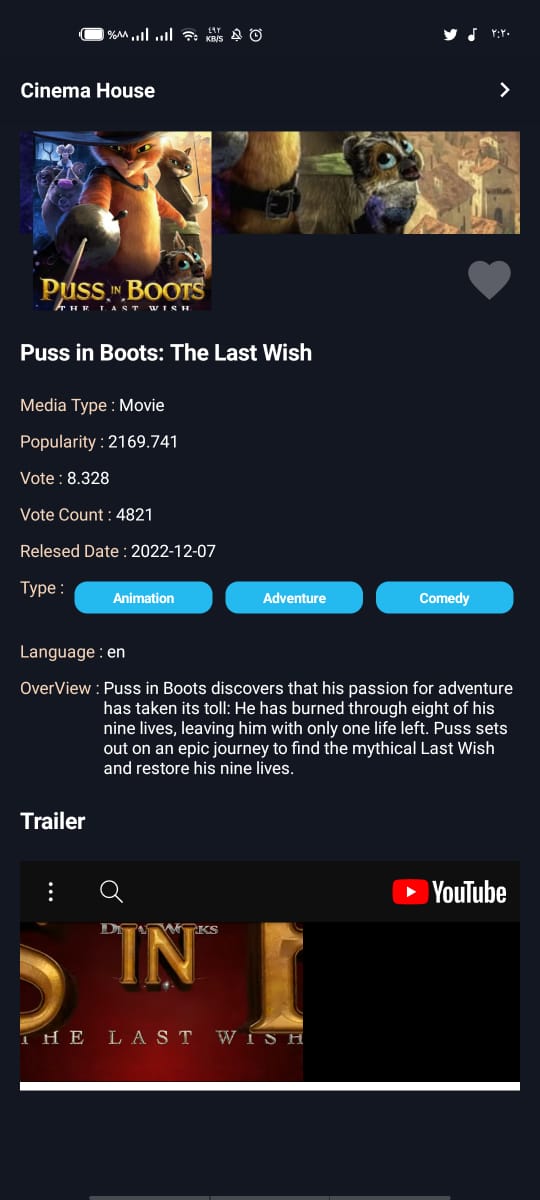 %٨٨ ٤٩٢ KB/S ٢:٢٠
Cinema House
PUSS IN BOOTS
THE LAST WISH
Puss in Boots: The Last Wish
Media Type : Movie
Popularity : 2169.741
Vote : 8.328
Vote Count : 4821
Relesed Date : 2022-12-07
Type : Animation Adventure Comedy
Language : en
OverView : Puss in Boots discovers that his passion for adventure
has taken its toll: He has burned through eight of his
nine lives, leaving him with only one life left. Puss sets
out on an epic journey to find the mythical Last Wish
and restore his nine lives.
Trailer
YouTube
DREAMWORKS
S IN
THE LAST WISH